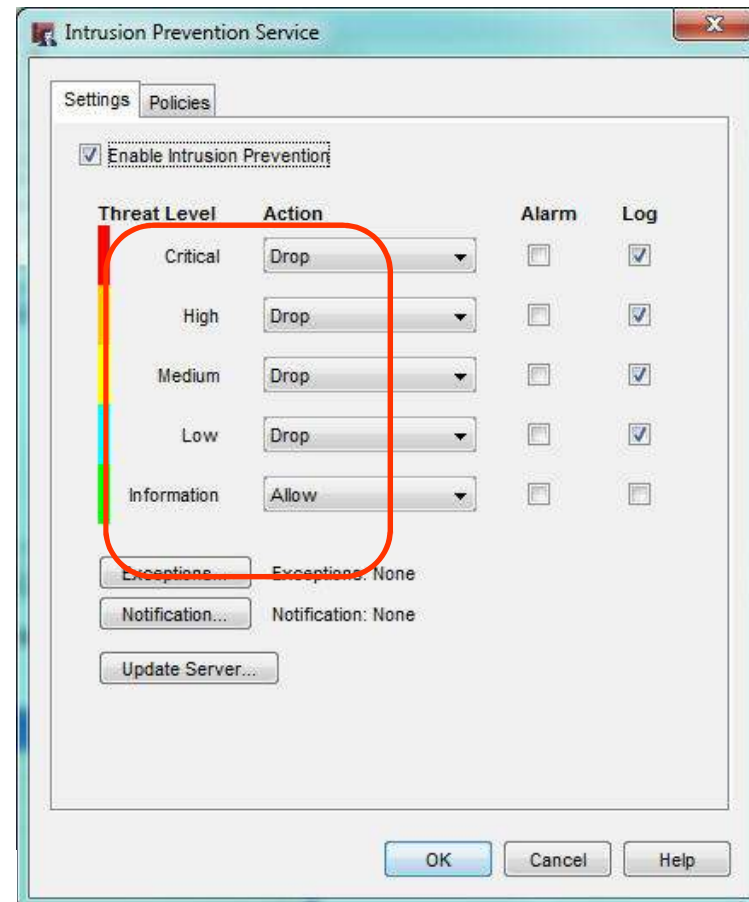 Intrusion Prevention Service
Settings Policies
Enable Intrusion Prevention
Threat Level Action Alarm Log
Critical Drop
High Drop
Medium Drop
Low Drop
Information Allow
Exceptions... Exceptions: None
Notification... Notification: None
Update Server...
OK Cancel Help